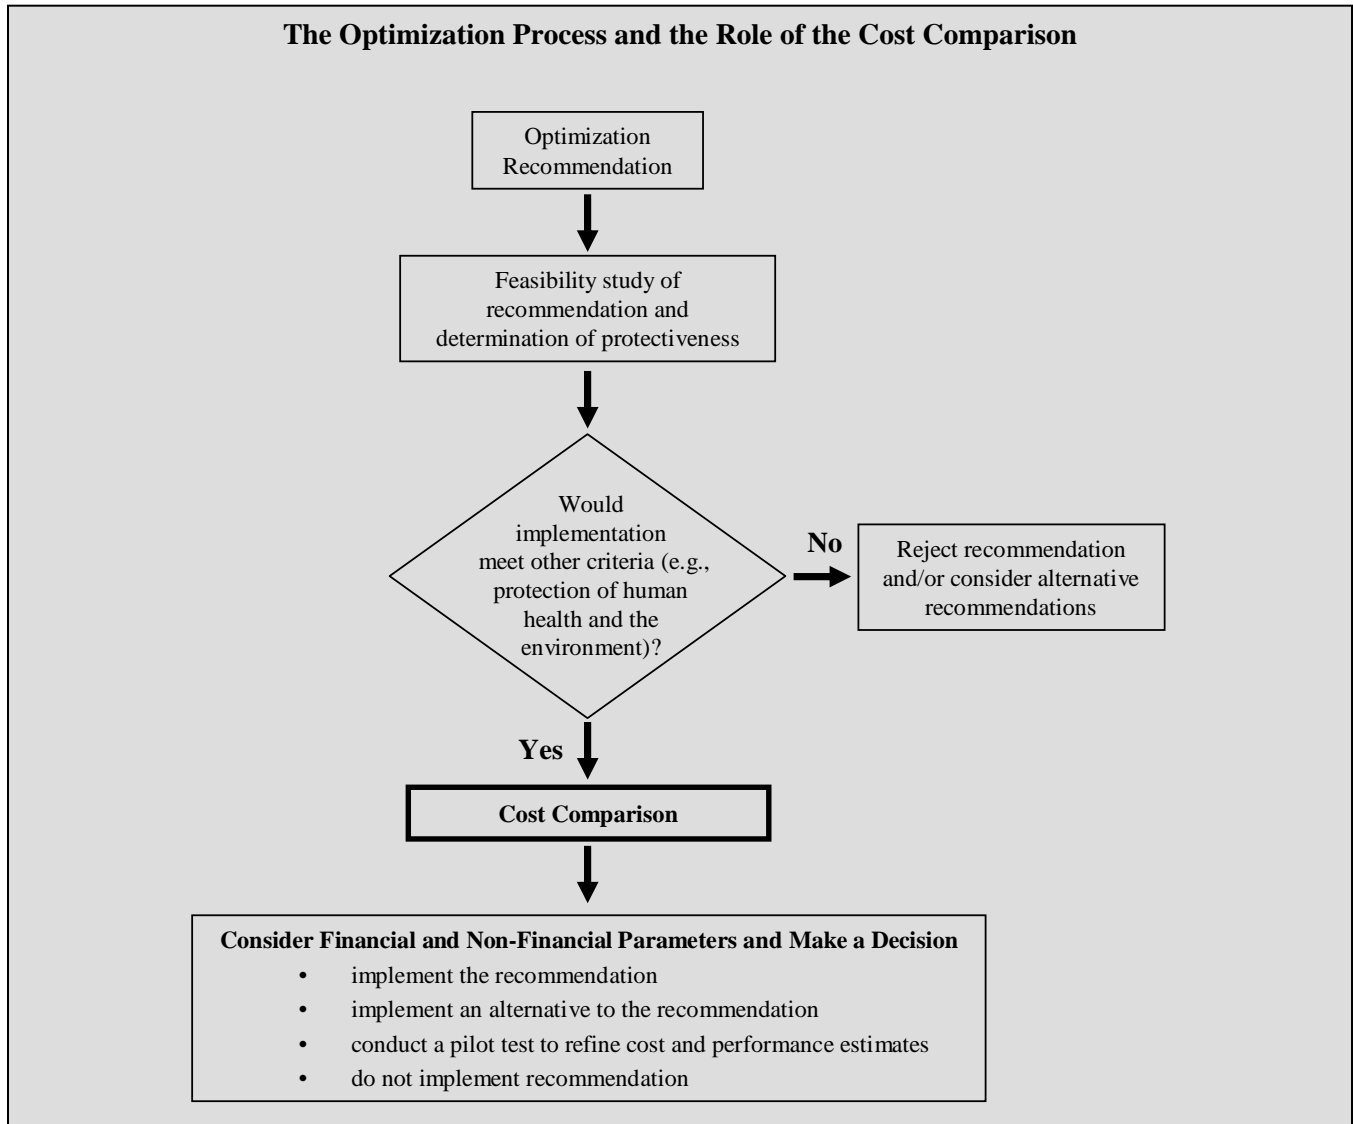 The Optimization Process and the Role of the Cost Comparison
Optimization
Recommendation
Feasibility study of
recommendation and
determination of protectiveness
Would
implementation
meet other criteria (e.g.,
protection of human
health and the
environment)?
No
Reject recommendation
and/or consider alternative
recommendations
Yes
Cost Comparison
Consider Financial and Non-Financial Parameters and Make a Decision
• implement the recommendation
• implement an alternative to the recommendation
• conduct a pilot test to refine cost and performance estimates
• do not implement recommendation